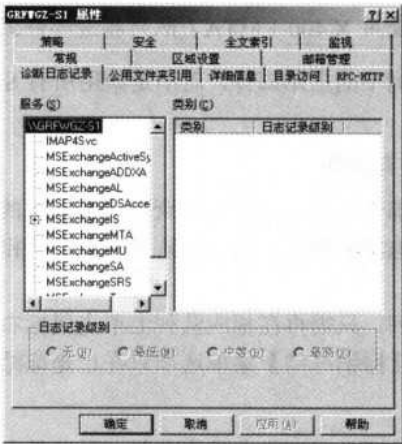 GRFWGZ-S1 属性
策略 安全 全文索引 监视
常规 区域设置 邮箱管理
诊断日志记录 公用文件夹引用 详细信息 目录访问 RPC-HTTP
服务(S)
类别(C)
\\GRFWGZ-S1
IMAP4Svc
MSExchangeActiveSy
MSExchangeADDXA
MSExchangeAL
MSExchangeDSAcce
MSExchangeIS
MSExchangeMTA
MSExchangeMU
MSExchangeSA
MSExchangeSRS
类别 日志记录级别
日志记录级别
无(N) 最低(M) 中等(D) 最高(X)
确定 取消 应用(A) 帮助